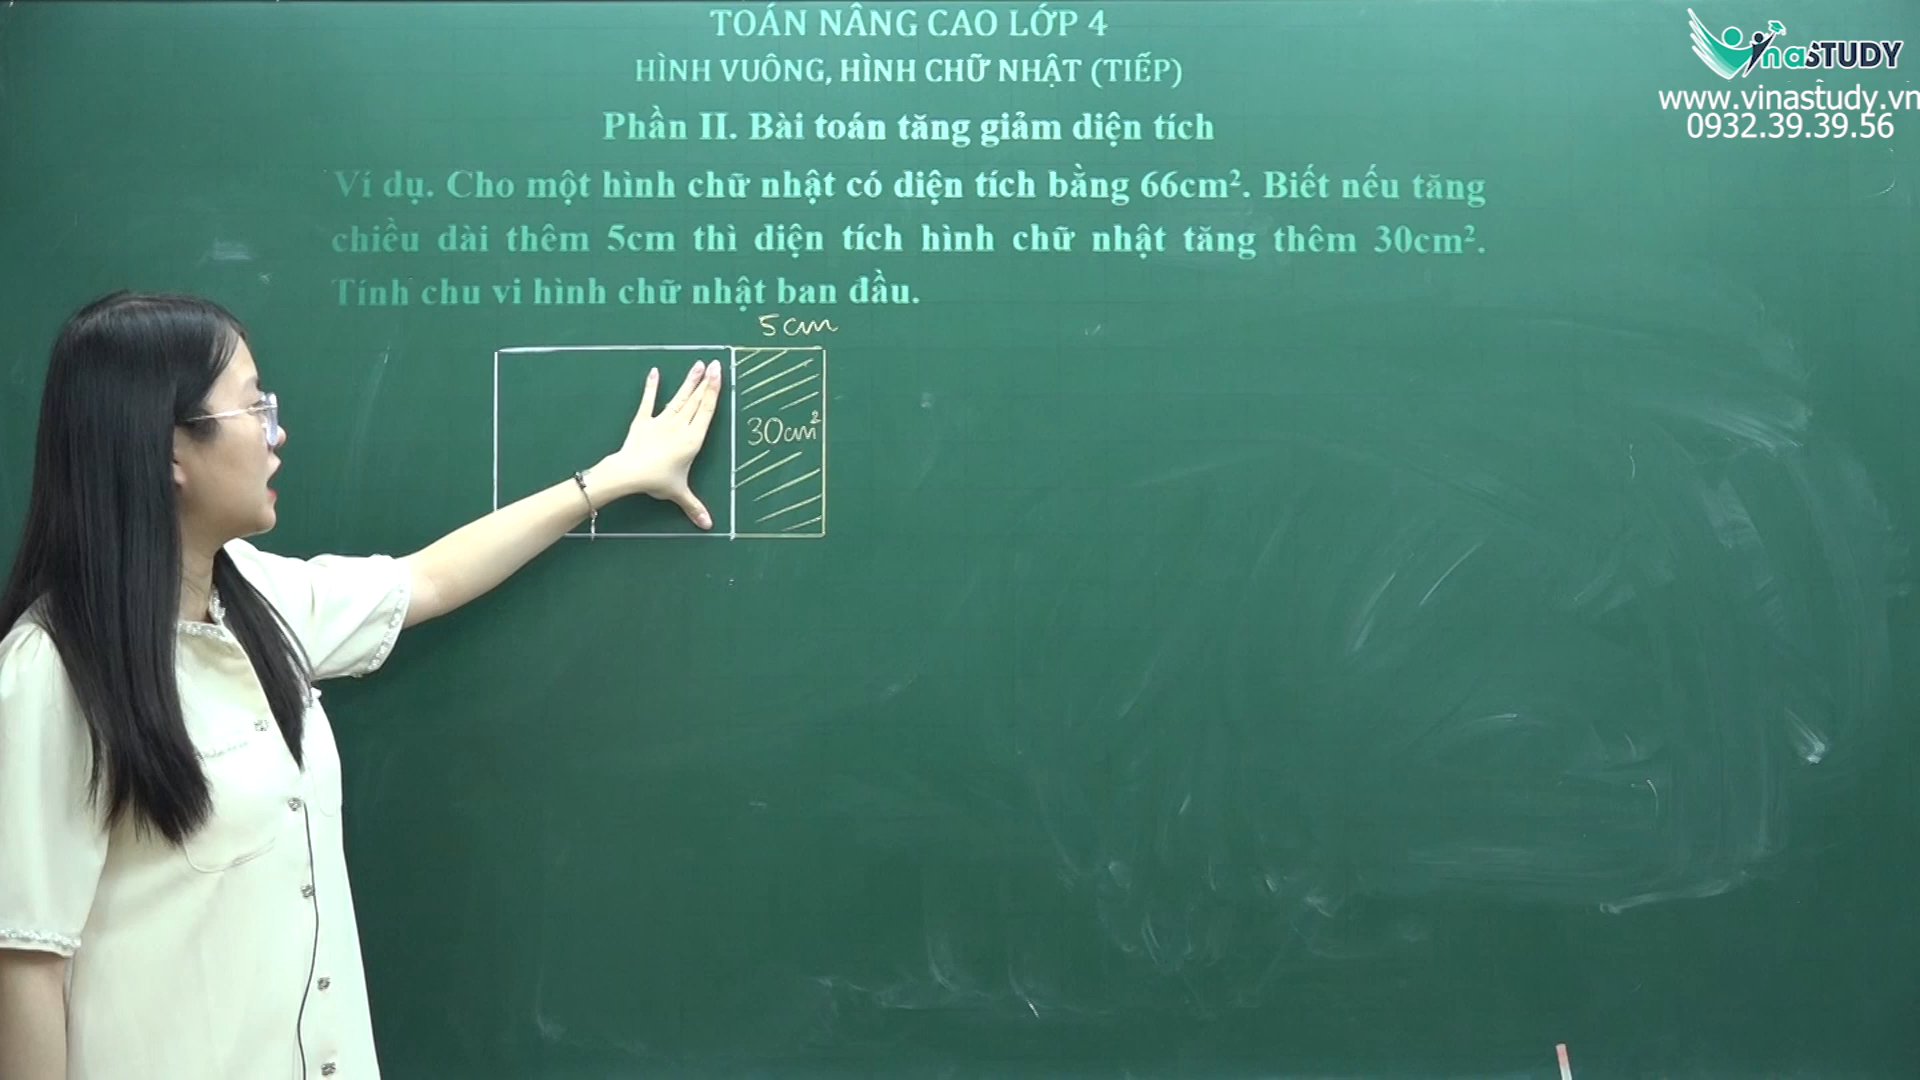 TOÁN NÂNG CAO LỚP 4
HÌNH VUÔNG, HÌNH CHỮ NHẬT (TIẾP)
Phần II. Bài toán tăng giảm diện tích
Ví dụ. Cho một hình chữ nhật có diện tích bằng 66cm². Biết nếu tăng
chiều dài thêm 5cm thì diện tích hình chữ nhật tăng thêm 30cm².
Tính chu vi hình chữ nhật ban đầu.
5cm
30cm²
VinaSTUDY
www.vinastudy.vn
0932.39.39.56